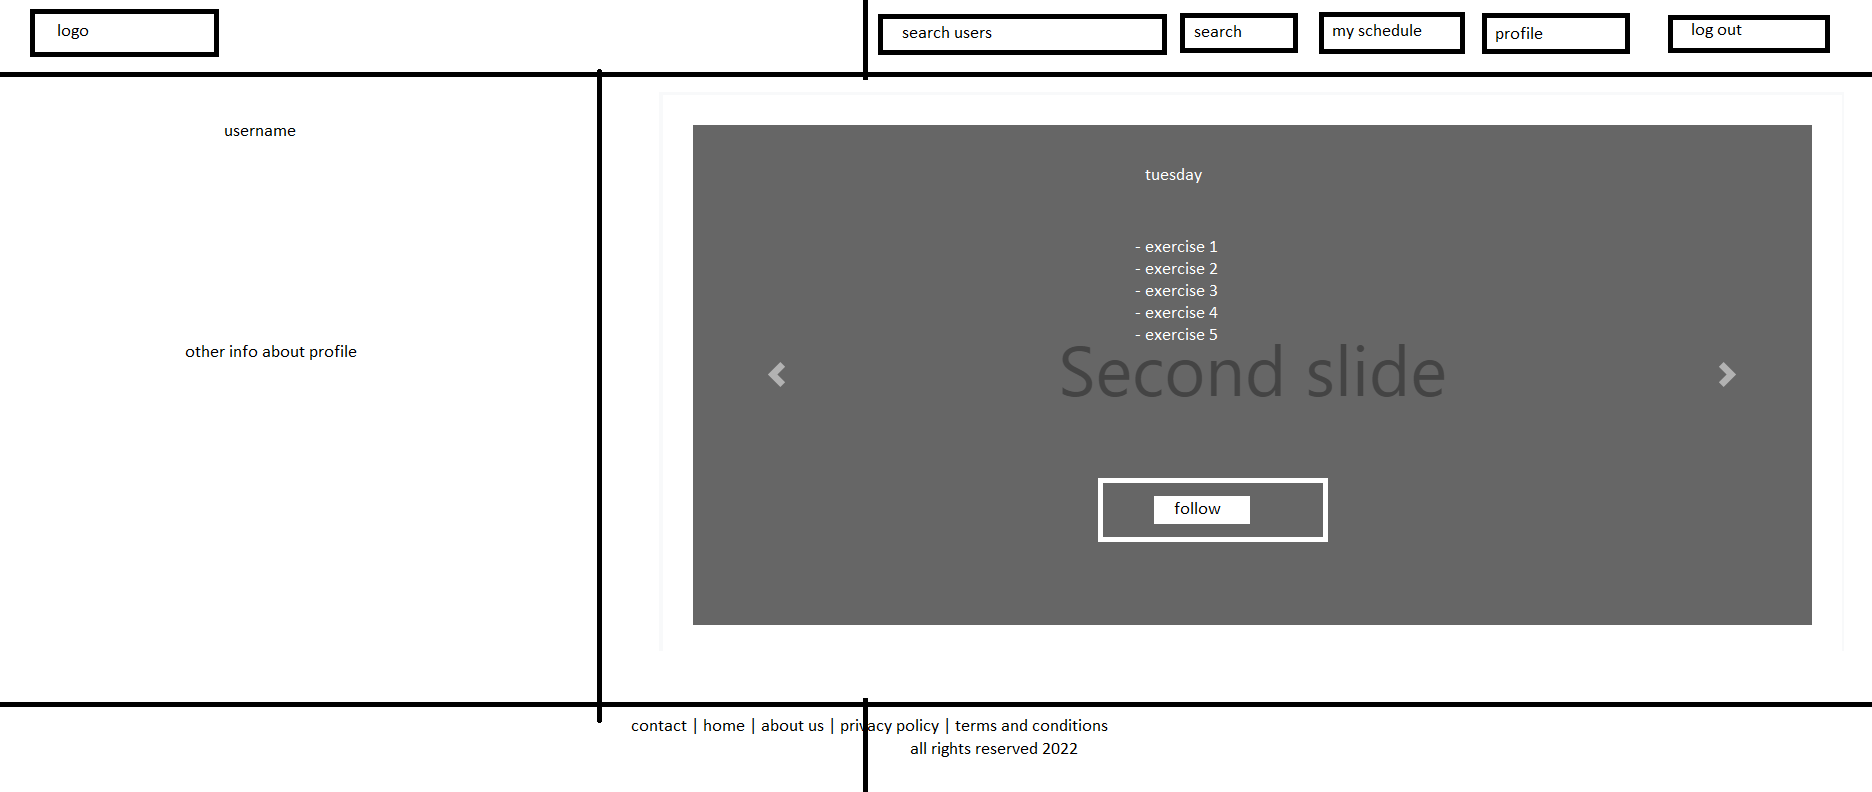 logo
search users
search
my schedule
profile
log out
username
other info about profile
tuesday
- exercise 1
- exercise 2
- exercise 3
- exercise 4
- exercise 5
Second slide
follow
contact | home | about us | privacy policy | terms and conditions
all rights reserved 2022